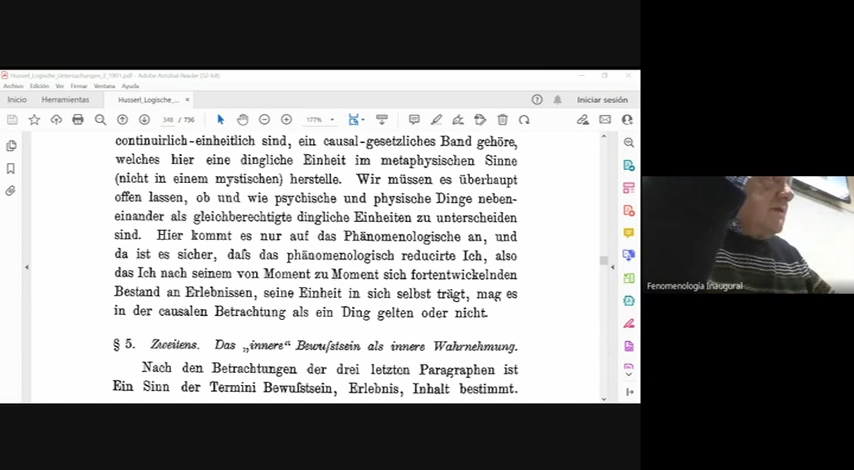 Husserl_Logische_Untersuchungen_2_1901.pdf - Adobe Acrobat Reader (32-bit)
Archivo Edición Ver Firmar Ventana Ayuda
Inicio Herramientas Husserl_Logische_... × Iniciar sesión
348 / 736 177%
continuirlich-einheitlich sind, ein causal-gesetzliches Band gehöre,
welches hier eine dingliche Einheit im metaphysischen Sinne
(nicht in einem mystischen) herstelle. Wir müssen es überhaupt
offen lassen, ob und wie psychische und physische Dinge neben-
einander als gleichberechtigte dingliche Einheiten zu unterscheiden
sind. Hier kommt es nur auf das Phänomenologische an, und
da ist es sicher, daſs das phänomenologisch reducirte Ich, also
das Ich nach seinem von Moment zu Moment sich fortentwickelnden
Bestand an Erlebnissen, seine Einheit in sich selbst trägt, mag es
in der causalen Betrachtung als ein Ding gelten oder nicht.
§ 5. Zweitens. Das „innere“ Bewuſstsein als innere Wahrnehmung.
Nach den Betrachtungen der drei letzten Paragraphen ist
Ein Sinn der Termini Bewuſstsein, Erlebnis, Inhalt bestimmt.
Fenomenología Inaugural